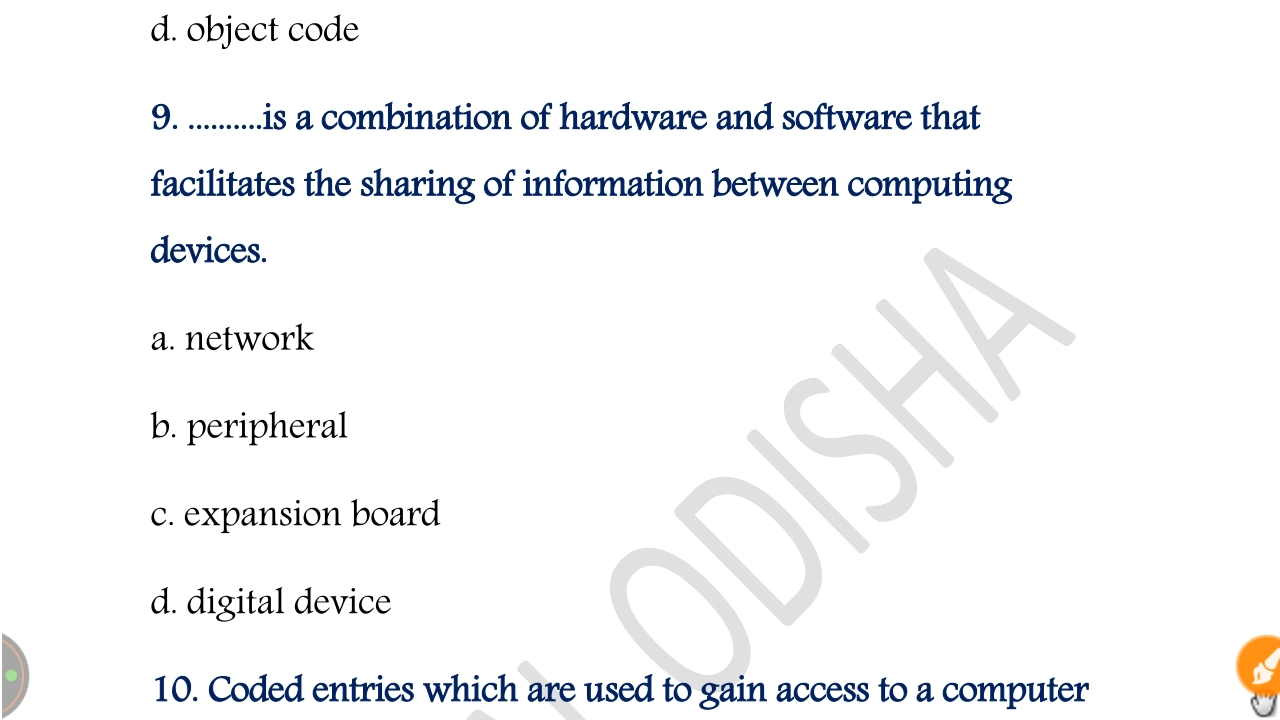 d. object code
9. ..........is a combination of hardware and software that
facilitates the sharing of information between computing
devices.
a. network
b. peripheral
c. expansion board
d. digital device
ODISHA
10. Coded entries which are used to gain access to a computer